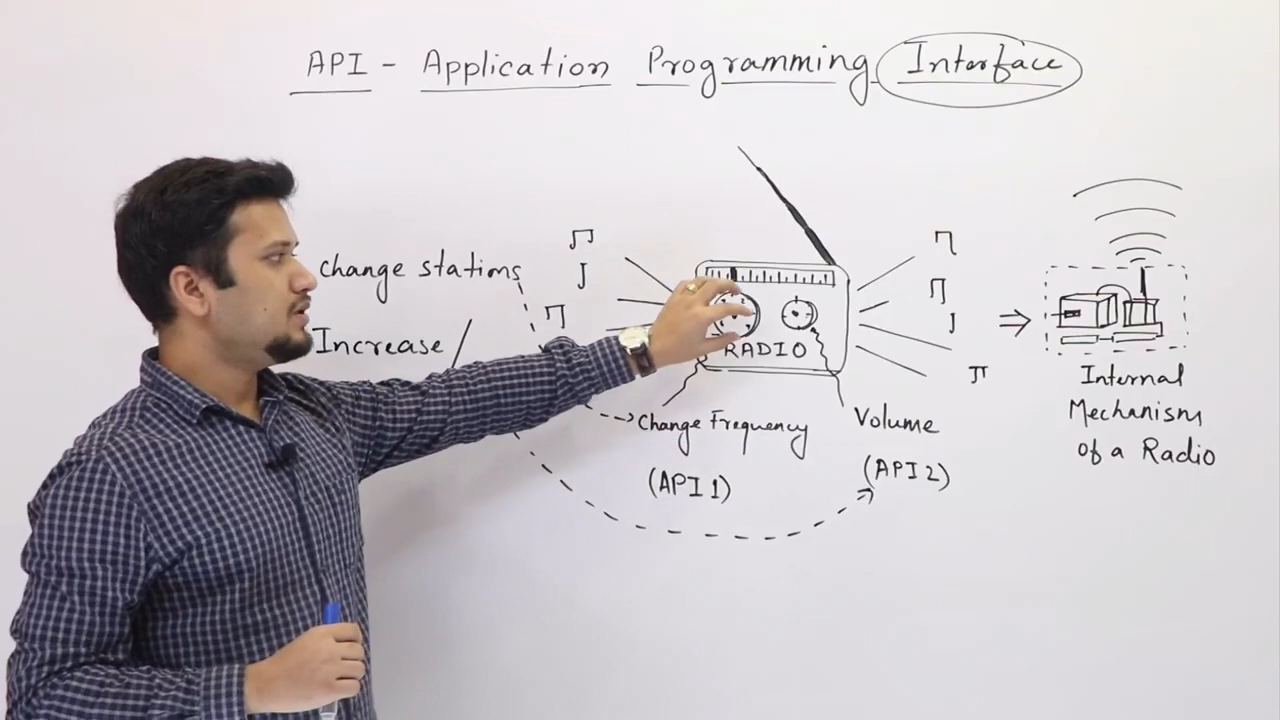 API - Application Programming Interface
change stations
Increase/
RADIO
Change Frequency
(API 1)
Volume
(API 2)
Internal
Mechanism
of a Radio